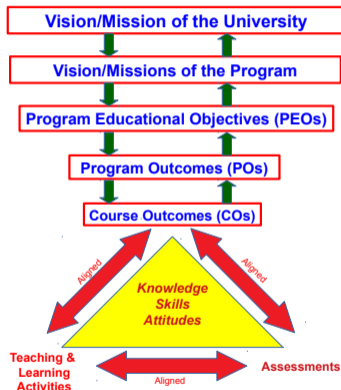 Vision/Mission of the University
Vision/Missions of the Program
Program Educational Objectives (PEOs)
Program Outcomes (POs)
Course Outcomes (COs)
Aligned
Aligned
Knowledge
Skills
Attitudes
Teaching &
Learning
Activities
Aligned
Assessments